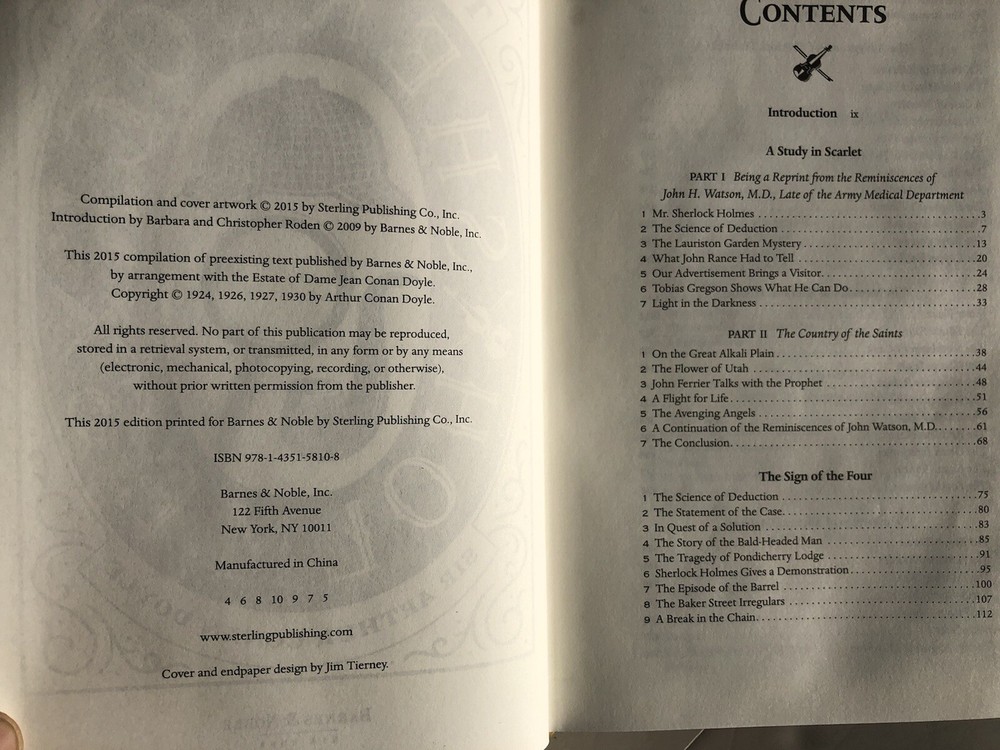 Compilation and cover artwork © 2015 by Sterling Publishing Co., Inc.
Introduction by Barbara and Christopher Roden © 2009 by Barnes & Noble, Inc.
This 2015 compilation of preexisting text published by Barnes & Noble, Inc.,
by arrangement with the Estate of Dame Jean Conan Doyle.
Copyright © 1924, 1926, 1927, 1930 by Arthur Conan Doyle.
All rights reserved. No part of this publication may be reproduced,
stored in a retrieval system, or transmitted, in any form or by any means
(electronic, mechanical, photocopying, recording, or otherwise),
without prior written permission from the publisher.
This 2015 edition printed for Barnes & Noble by Sterling Publishing Co., Inc.
ISBN 978-1-4351-5810-8
Barnes & Noble, Inc.
122 Fifth Avenue
New York, NY 10011
Manufactured in China
4 6 8 10 9 7 5
www.sterlingpublishing.com
Cover and endpaper design by Jim Tierney.
CONTENTS
Introduction ix
A Study in Scarlet
PART I Being a Reprint from the Reminiscences of
John H. Watson, M.D., Late of the Army Medical Department
1 Mr. Sherlock Holmes 3
2 The Science of Deduction 7
3 The Lauriston Garden Mystery 13
4 What John Rance Had to Tell 20
5 Our Advertisement Brings a Visitor. 24
6 Tobias Gregson Shows What He Can Do 28
7 Light in the Darkness 33
PART II The Country of the Saints
1 On the Great Alkali Plain 38
2 The Flower of Utah 44
3 John Ferrier Talks with the Prophet 48
4 A Flight for Life 51
5 The Avenging Angels 56
6 A Continuation of the Reminiscences of John Watson, M.D. 61
7 The Conclusion 68
The Sign of the Four
1 The Science of Deduction 75
2 The Statement of the Case 80
3 In Quest of a Solution 83
4 The Story of the Bald-Headed Man 85
5 The Tragedy of Pondicherry Lodge 91
6 Sherlock Holmes Gives a Demonstration 95
7 The Episode of the Barrel 100
8 The Baker Street Irregulars 107
9 A Break in the Chain 112